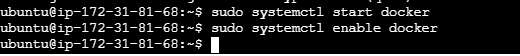 ubuntu@ip-172-31-81-68:~$ sudo systemctl start docker
ubuntu@ip-172-31-81-68:~$ sudo systemctl enable docker
ubuntu@ip-172-31-81-68:~$